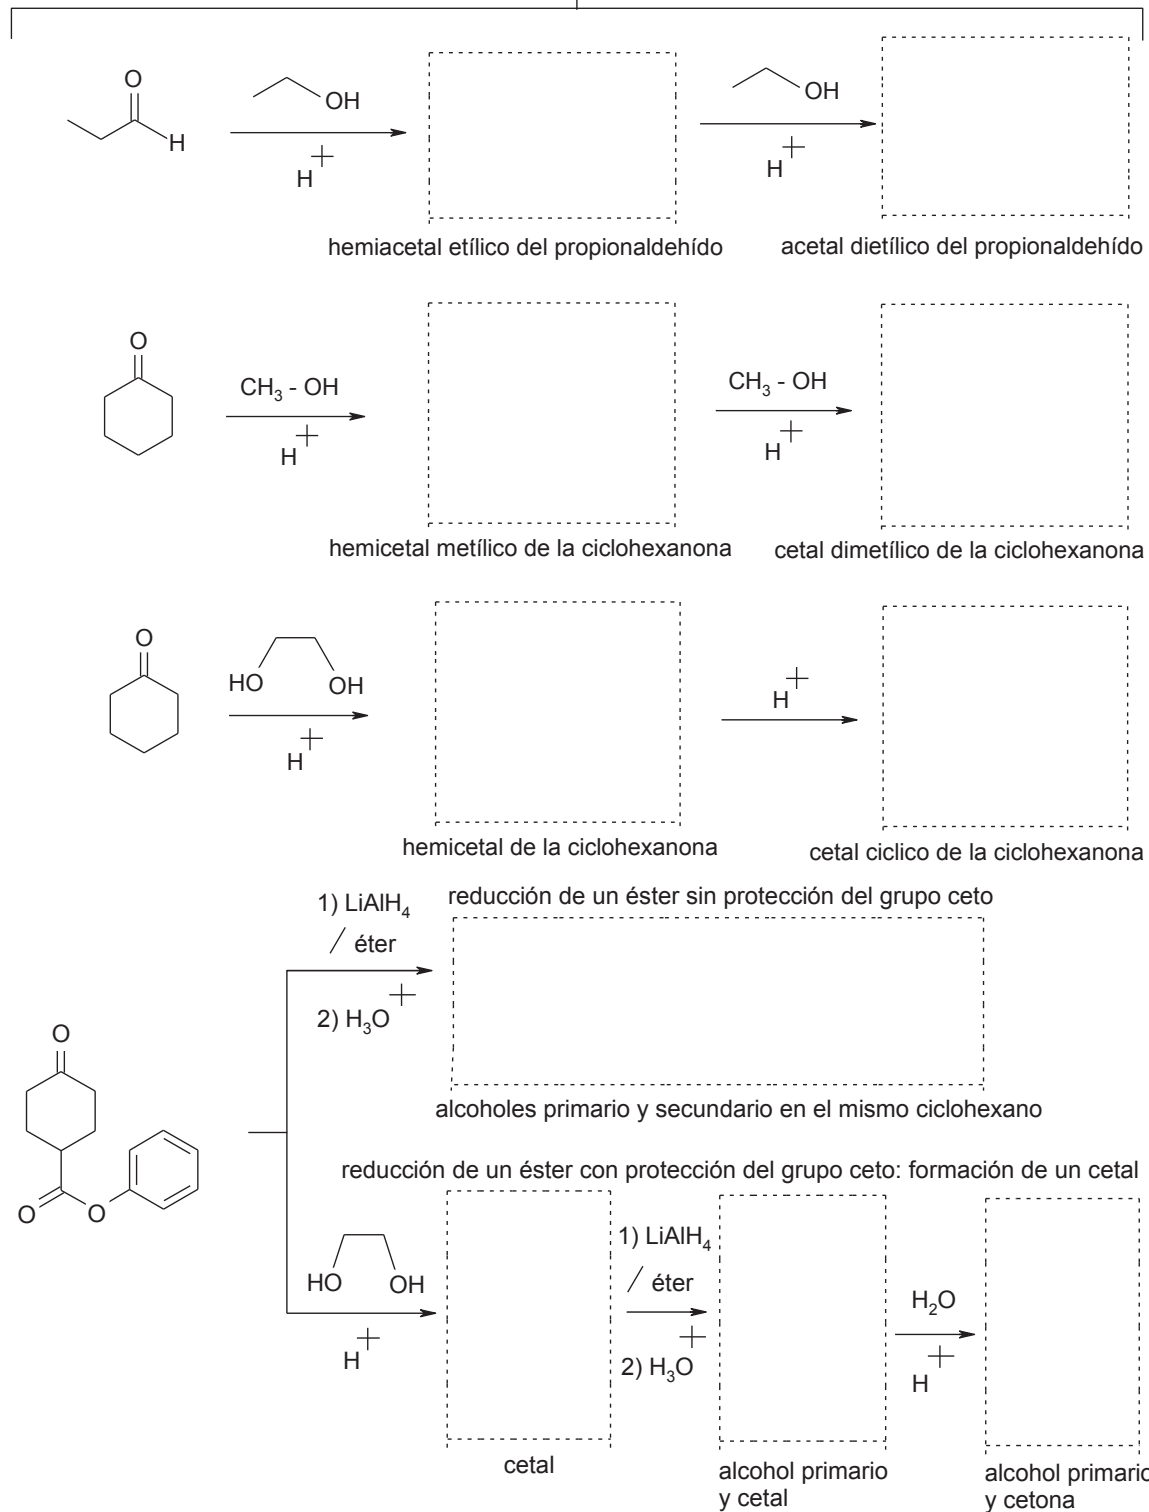 O
OH
OH
H
H+
H+
hemiacetal etílico del propionaldehído
acetal dietílico del propionaldehído
O
CH3 - OH
CH3 - OH
H+
H+
hemicetal metílico de la ciclohexanona
cetal dimetílico de la ciclohexanona
O
HO
OH
H+
H+
hemicetal de la ciclohexanona
cetal ciclico de la ciclohexanona
reducción de un éster sin protección del grupo ceto
1) LiAlH4
/ éter
2) H3O+
O
alcoholes primario y secundario en el mismo ciclohexano
reducción de un éster con protección del grupo ceto: formación de un cetal
O
O
HO
OH
1) LiAlH4
/ éter
H2O
H+
2) H3O+
H+
cetal
alcohol primario
y cetal
alcohol primario
y cetona